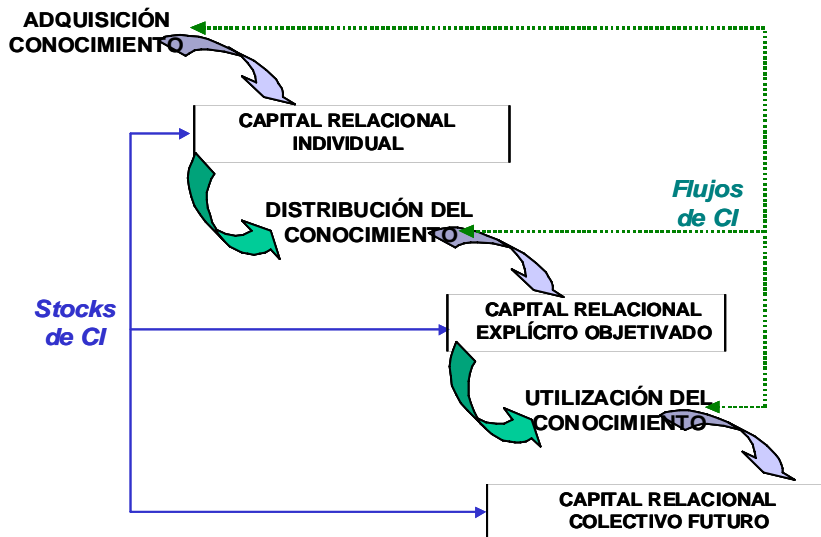 ADQUISICIÓN
CONOCIMIENTO
CAPITAL RELACIONAL
INDIVIDUAL
Flujos
de CI
DISTRIBUCIÓN DEL
CONOCIMIENTO
Stocks
de CI
CAPITAL RELACIONAL
EXPLÍCITO OBJETIVADO
UTILIZACIÓN DEL
CONOCIMIENTO
CAPITAL RELACIONAL
COLECTIVO FUTURO